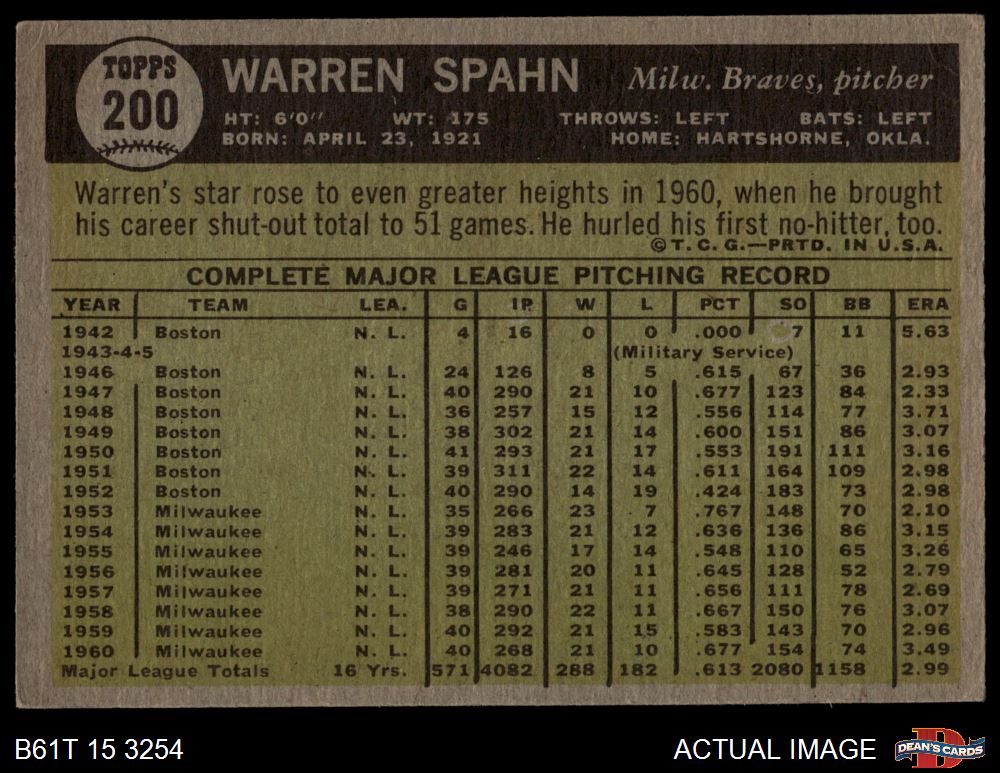 TOPPS
200
WARREN SPAHN Milw. Braves, pitcher
HT: 6'0" WT: 175 THROWS: LEFT BATS: LEFT
BORN: APRIL 23, 1921 HOME: HARTSHORNE, OKLA.
Warren's star rose to even greater heights in 1960, when he brought
his career shut-out total to 51 games. He hurled his first no-hitter, too.
©T.C.G.—PRTD. IN U.S.A.
COMPLETE MAJOR LEAGUE PITCHING RECORD
YEAR TEAM LEA. G IP W L PCT SO BB ERA
1942 Boston N. L. 4 16 0 0 .000 7 11 5.63
1943-4-5 (Military Service)
1946 Boston N. L. 24 126 8 5 .615 67 36 2.93
1947 Boston N. L. 40 290 21 10 .677 123 84 2.33
1948 Boston N. L. 36 257 15 12 .556 114 77 3.71
1949 Boston N. L. 38 302 21 14 .600 151 86 3.07
1950 Boston N. L. 41 293 21 17 .553 191 111 3.16
1951 Boston N. L. 39 311 22 14 .611 164 109 2.98
1952 Boston N. L. 40 290 14 19 .424 183 73 2.98
1953 Milwaukee N. L. 35 266 23 7 .767 148 70 2.10
1954 Milwaukee N. L. 39 283 21 12 .636 136 86 3.15
1955 Milwaukee N. L. 39 246 17 14 .548 110 65 3.26
1956 Milwaukee N. L. 39 281 20 11 .645 128 52 2.79
1957 Milwaukee N. L. 39 271 21 11 .656 111 78 2.69
1958 Milwaukee N. L. 38 290 22 11 .667 150 76 3.07
1959 Milwaukee N. L. 40 292 21 15 .583 143 70 2.96
1960 Milwaukee N. L. 40 268 21 10 .677 154 74 3.49
Major League Totals 16 Yrs. 571 4082 288 182 .613 2080 1158 2.99
B61T 15 3254 ACTUAL IMAGE DEAN'S CARDS